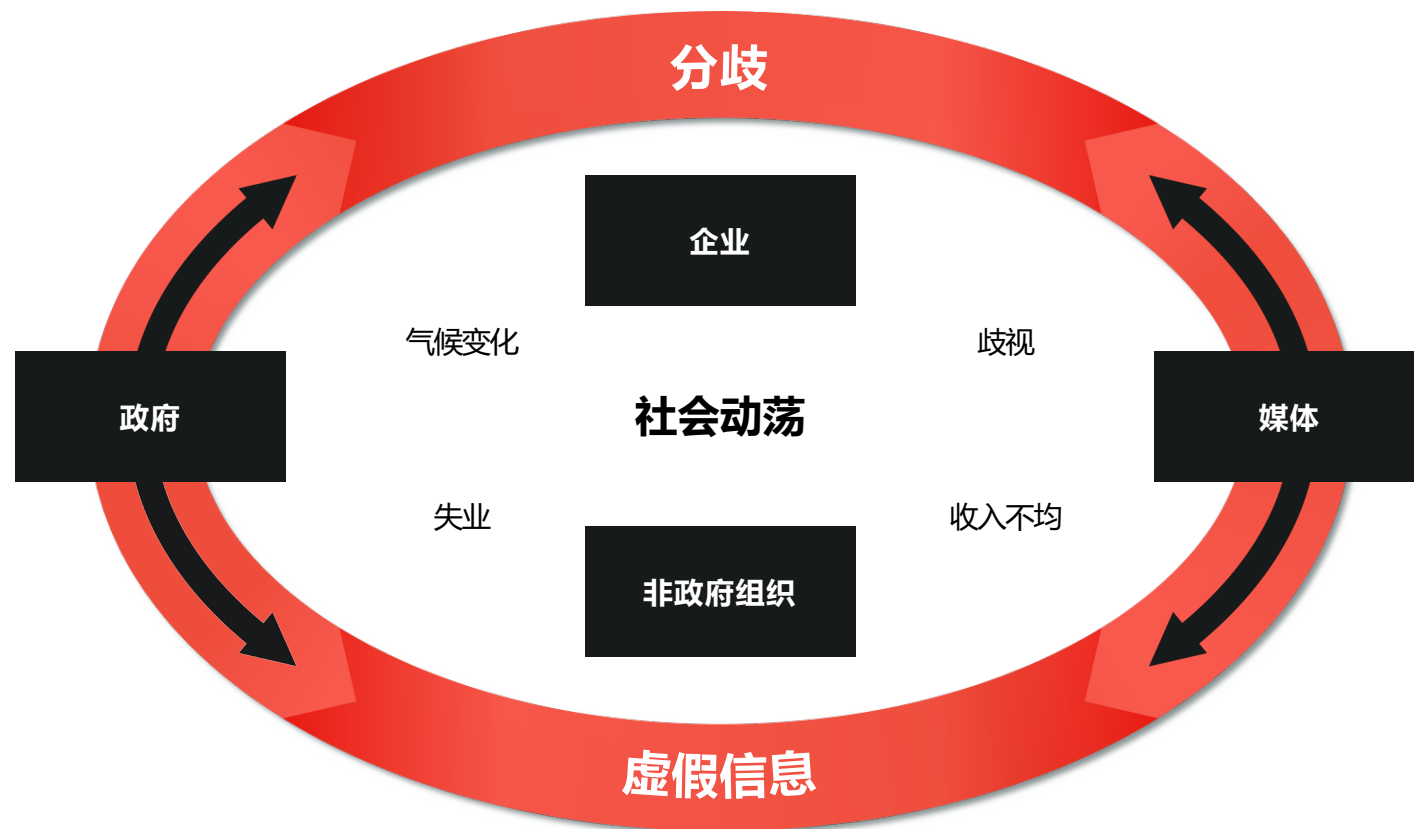 分歧
企业
气候变化
歧视
政府
社会动荡
媒体
失业
收入不均
非政府组织
虚假信息